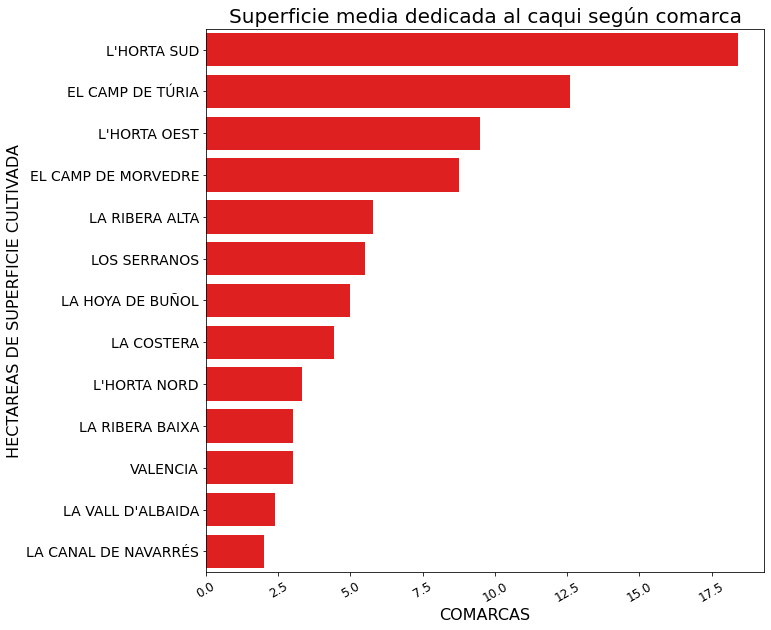 Superficie media dedicada al caqui según comarca
HECTAREAS DE SUPERFICIE CULTIVADA
L'HORTA SUD
EL CAMP DE TÚRIA
L'HORTA OEST
EL CAMP DE MORVEDRE
LA RIBERA ALTA
LOS SERRANOS
LA HOYA DE BUÑOL
LA COSTERA
L'HORTA NORD
LA RIBERA BAIXA
VALENCIA
LA VALL D'ALBAIDA
LA CANAL DE NAVARRÉS
0.0 2.5 5.0 7.5 10.0 12.5 15.0 17.5
COMARCAS